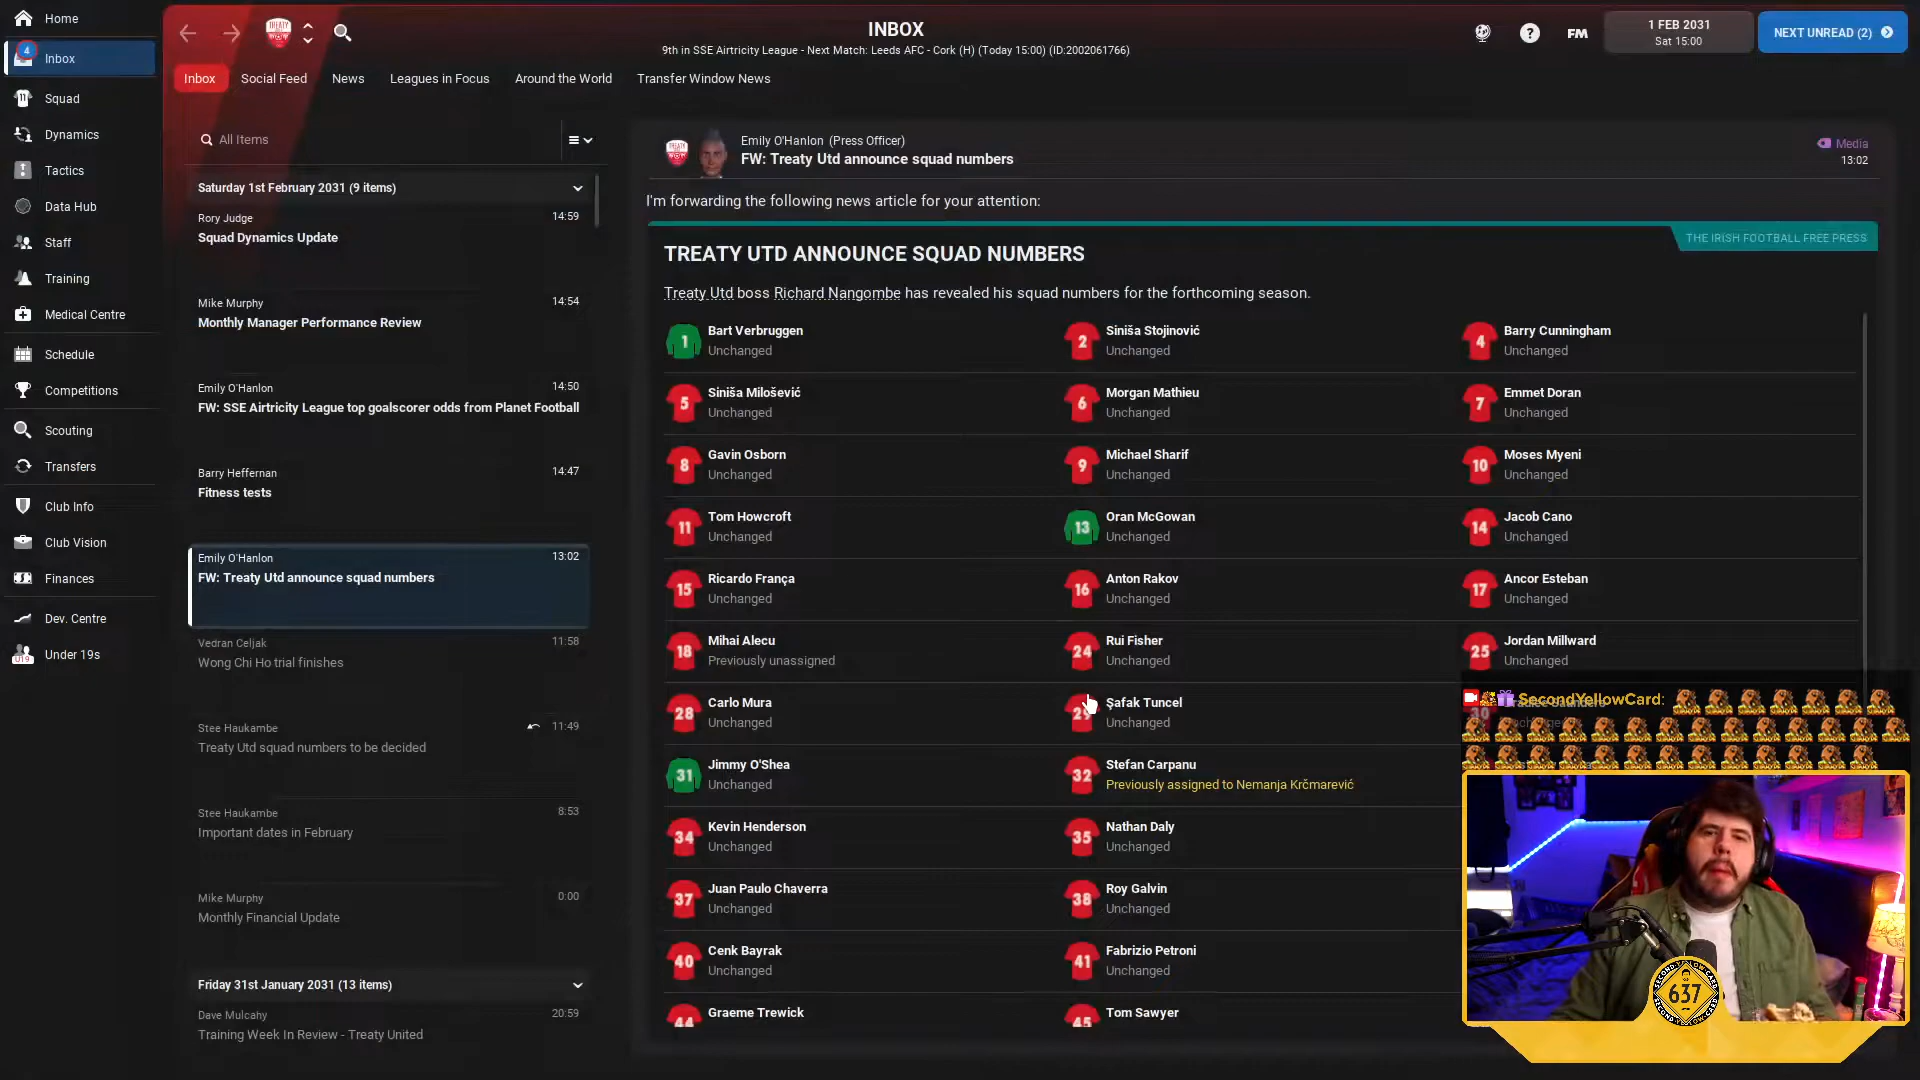 Home
4
Inbox
Squad
Dynamics
Tactics
Data Hub
Staff
Training
Medical Centre
Schedule
Competitions
Scouting
Transfers
Club Info
Club Vision
Finances
Dev. Centre
U19
Under 19s
TREATY
INBOX
9th in SSE Airtricity League - Next Match: Leeds AFC - Cork (H) (Today 15:00) (ID:2002061766)
?
FM
1 FEB 2031
Sat 15:00
NEXT UNREAD (2)
Inbox
Social Feed
News
Leagues in Focus
Around the World
Transfer Window News
All Items
Saturday 1st February 2031 (9 items)
Rory Judge 14:59
Squad Dynamics Update
Mike Murphy 14:54
Monthly Manager Performance Review
Emily O'Hanlon 14:50
FW: SSE Airtricity League top goalscorer odds from Planet Football
Barry Heffernan 14:47
Fitness tests
Emily O'Hanlon 13:02
FW: Treaty Utd announce squad numbers
Vedran Celjak 11:58
Wong Chi Ho trial finishes
Stee Haukambe 11:49
Treaty Utd squad numbers to be decided
Stee Haukambe 8:53
Important dates in February
Mike Murphy 0:00
Monthly Financial Update
Friday 31st January 2031 (13 items)
Dave Mulcahy 20:59
Training Week In Review - Treaty United
Emily O'Hanlon (Press Officer)
FW: Treaty Utd announce squad numbers
Media
13:02
I'm forwarding the following news article for your attention:
THE IRISH FOOTBALL FREE PRESS
TREATY UTD ANNOUNCE SQUAD NUMBERS
Treaty Utd boss Richard Nangombe has revealed his squad numbers for the forthcoming season.
1 Bart Verbruggen
Unchanged
2 Siniša Stojinović
Unchanged
4 Barry Cunningham
Unchanged
5 Siniša Milošević
Unchanged
6 Morgan Mathieu
Unchanged
7 Emmet Doran
Unchanged
8 Gavin Osborn
Unchanged
9 Michael Sharif
Unchanged
10 Moses Myeni
Unchanged
11 Tom Howcroft
Unchanged
13 Oran McGowan
Unchanged
14 Jacob Cano
Unchanged
15 Ricardo França
Unchanged
16 Anton Rakov
Unchanged
17 Ancor Esteban
Unchanged
18 Mihai Alecu
Previously unassigned
24 Rui Fisher
Unchanged
25 Jordan Millward
Unchanged
28 Carlo Mura
Unchanged
29 Şafak Tuncel
Unchanged
30
SecondYellowCard:
31 Jimmy O'Shea
Unchanged
32 Stefan Carpanu
Previously assigned to Nemanja Krčmarević
34 Kevin Henderson
Unchanged
35 Nathan Daly
Unchanged
37 Juan Paulo Chaverra
Unchanged
38 Roy Galvin
Unchanged
40 Cenk Bayrak
Unchanged
41 Fabrizio Petroni
Unchanged
44 Graeme Trewick
45 Tom Sawyer
637